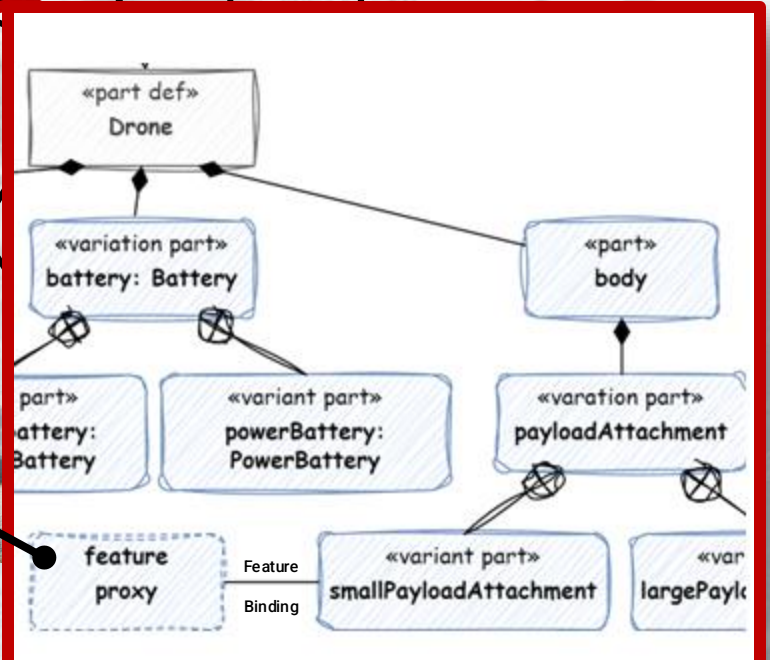 «part def»
Drone
«variation part»
battery: Battery
«part»
body
part»
attery:
Battery
«variant part»
powerBattery:
PowerBattery
«varation part»
payloadAttachment
feature
proxy
Feature
Binding
«variant part»
smallPayloadAttachment
«var
largePayl